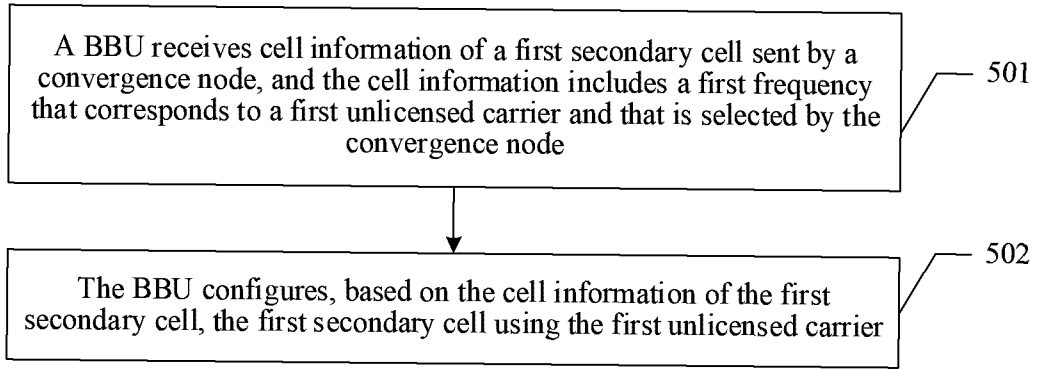 A BBU receives cell information of a first secondary cell sent by a
convergence node, and the cell information includes a first frequency
that corresponds to a first unlicensed carrier and that is selected by the
convergence node
501
The BBU configures, based on the cell information of the first
secondary cell, the first secondary cell using the first unlicensed carrier
502